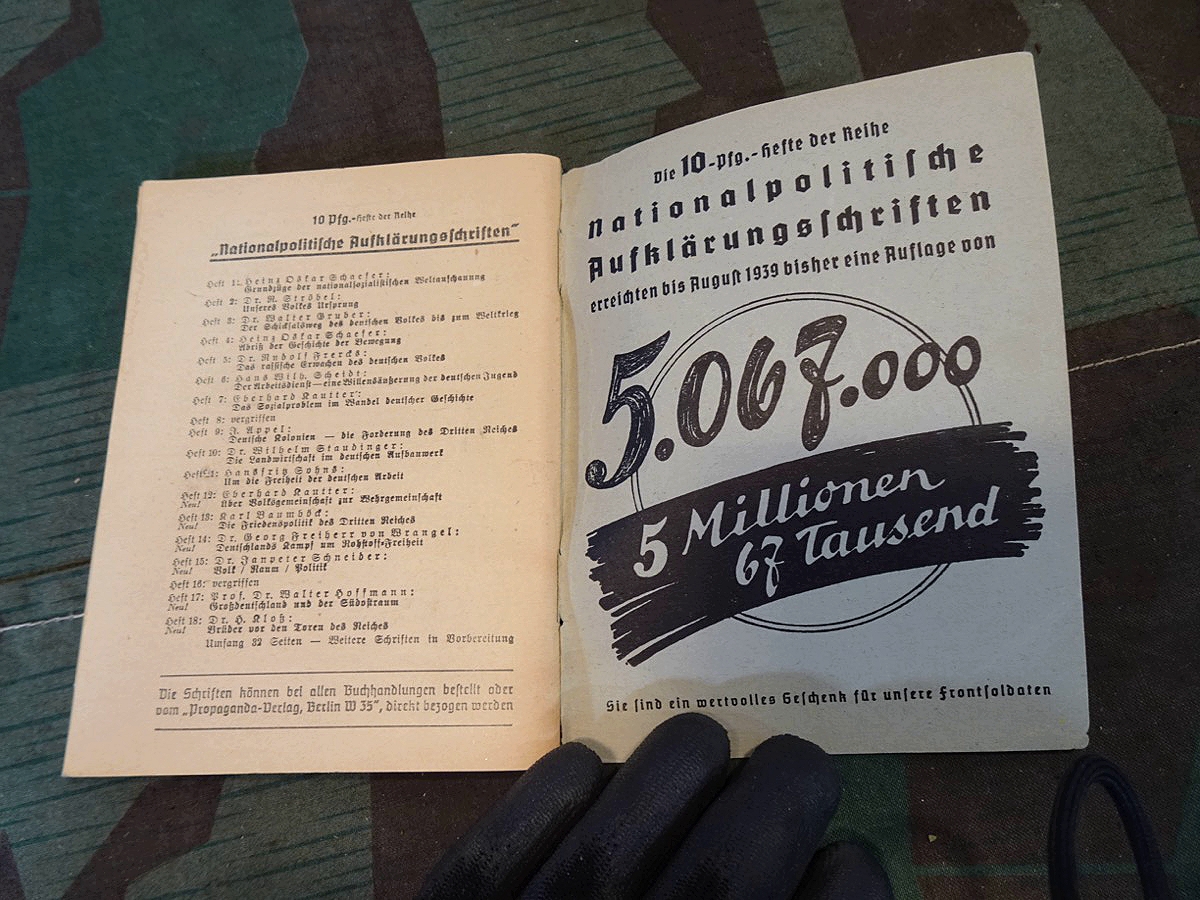 10 Pfg.-Hefte der Reihe
„Nationalpolitische Aufklärungsschriften“
Heft 1: Heinz Oskar Schaefer:
Grundzüge der nationalsozialistischen Weltanschauung
Heft 2: Dr. R. Ströbel:
Unseres Volkes Ursprung
Heft 3: Dr. Walter Gruber:
Der Schicksalsweg des deutschen Volkes bis zum Weltkrieg
Heft 4: Heinz Oskar Schaefer:
Abriß der Geschichte der Bewegung
Heft 5: Dr. Rudolf Frercks:
Das rassische Erwachen des deutschen Volkes
Heft 6: Hans Wilh. Scheidt:
Der Arbeitsdienst — eine Willensäußerung der deutschen Jugend
Heft 7: Eberhard Kautter:
Das Sozialproblem im Wandel deutscher Geschichte
Heft 8: vergriffen
Heft 9: J. Appel:
Deutsche Kolonien — die Forderung des Dritten Reiches
Heft 10: Dr. Wilhelm Staudinger:
Die Landwirtschaft im deutschen Aufbauwerk
Heft 11: Hansfritz Sohns:
Um die Freiheit der deutschen Arbeit
Heft 12: Eberhard Kautter:
Neu! Über Volksgemeinschaft zur Wehrgemeinschaft
Heft 13: Karl Baumböck:
Neu! Die Friedenspolitik des Dritten Reiches
Heft 14: Dr. Georg Freiherr von Wrangel:
Neu! Deutschlands Kampf um Rohstoff-Freiheit
Heft 15: Dr. Janpeter Schneider:
Neu! Volk / Raum / Politik
Heft 16: vergriffen
Heft 17: Prof. Dr. Walter Hoffmann:
Neu! Großdeutschland und der Südostraum
Heft 18: Dr. H. Kloß:
Neu! Brüder vor den Toren des Reiches
Umfang 32 Seiten — Weitere Schriften in Vorbereitung
Die Schriften können bei allen Buchhandlungen bestellt oder
vom „Propaganda-Verlag, Berlin W 35“, direkt bezogen werden
Die 10-Pfg.-Hefte der Reihe
Nationalpolitische
Aufklärungsschriften
erreichten bis August 1939 bisher eine Auflage von
5.067.000
5 Millionen
67 Tausend
Sie sind ein wertvolles Geschenk für unsere Frontsoldaten